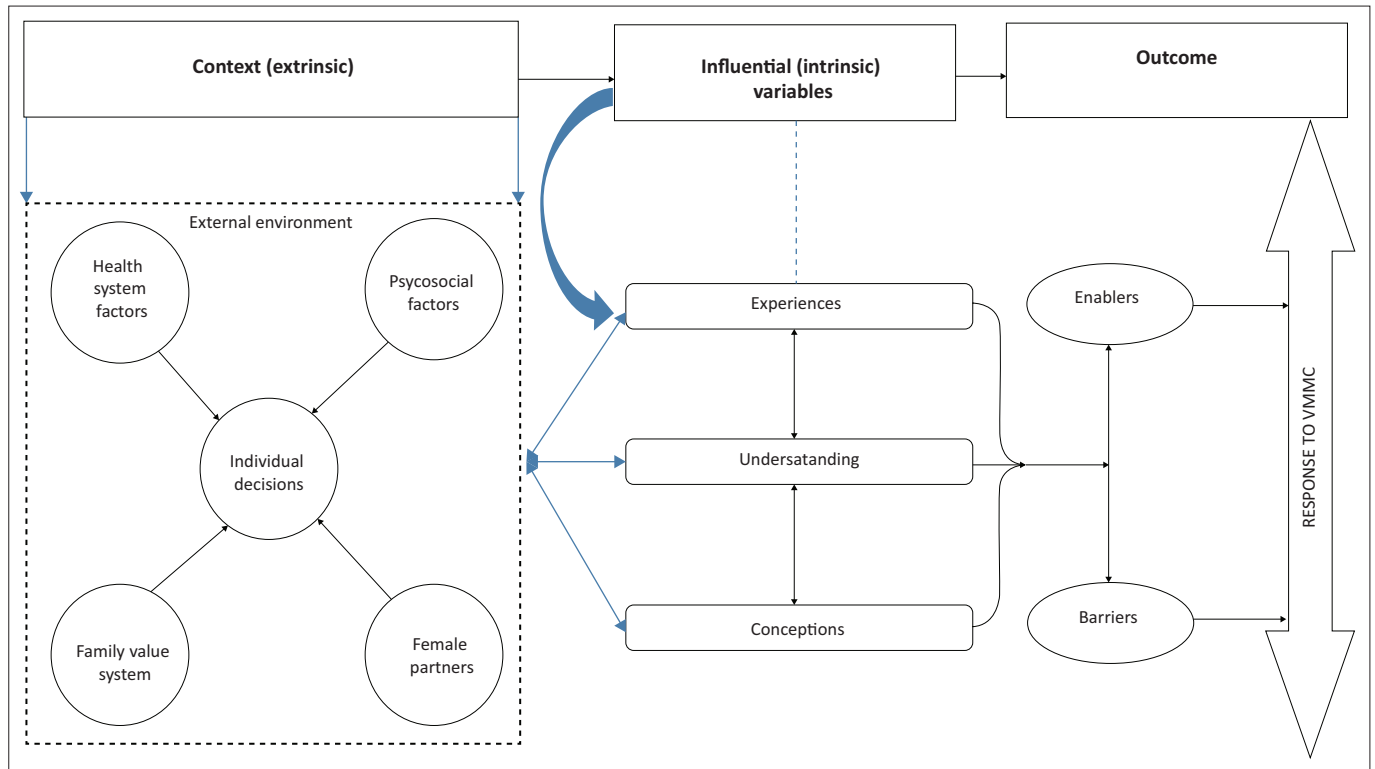 Context (extrinsic)
Influential (intrinsic)
variables
Outcome
External environment
Health
system
factors
Psycosocial
factors
Individual
decisions
Family value
system
Female
partners
Experiences
Undersatanding
Conceptions
Enablers
Barriers
RESPONSE TO VMMC